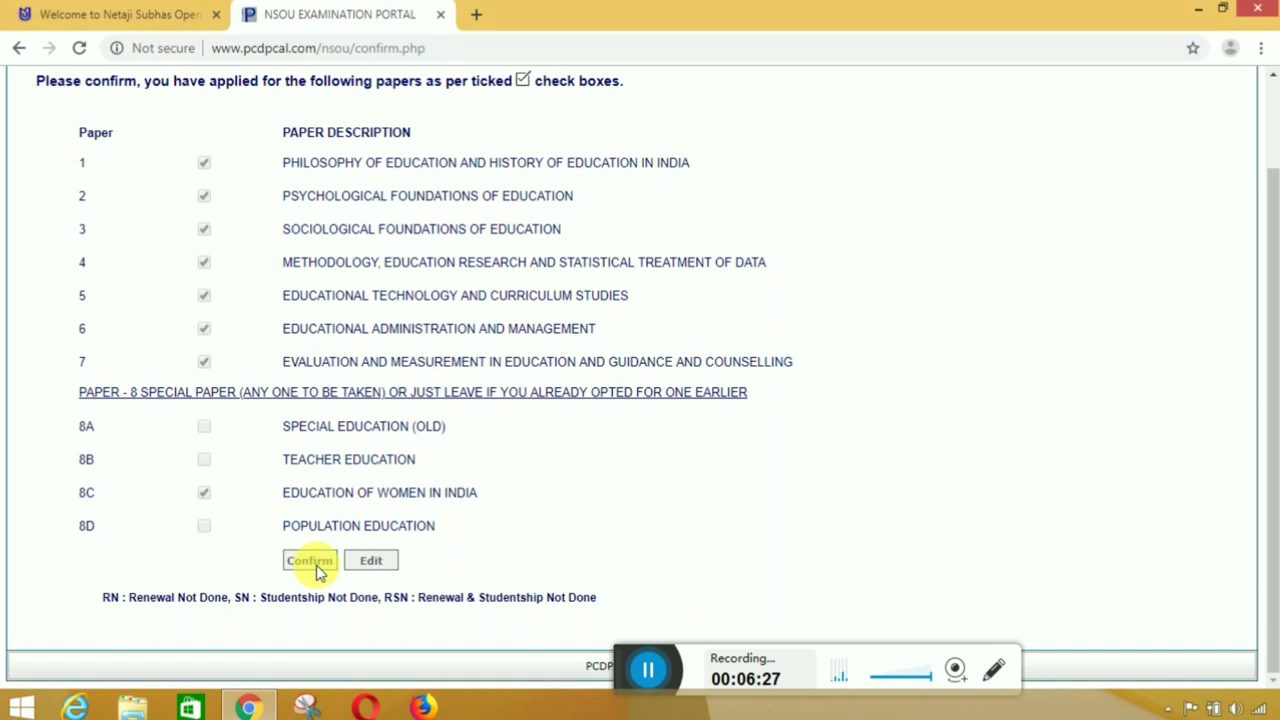 Welcome to Netaji Subhas Open
NSOU EXAMINATION PORTAL
Not secure
www.pcdpcal.com/nsou/confirm.php
Please confirm, you have applied for the following papers as per ticked check boxes.
Paper PAPER DESCRIPTION
1 PHILOSOPHY OF EDUCATION AND HISTORY OF EDUCATION IN INDIA
2 PSYCHOLOGICAL FOUNDATIONS OF EDUCATION
3 SOCIOLOGICAL FOUNDATIONS OF EDUCATION
4 METHODOLOGY, EDUCATION RESEARCH AND STATISTICAL TREATMENT OF DATA
5 EDUCATIONAL TECHNOLOGY AND CURRICULUM STUDIES
6 EDUCATIONAL ADMINISTRATION AND MANAGEMENT
7 EVALUATION AND MEASUREMENT IN EDUCATION AND GUIDANCE AND COUNSELLING
PAPER - 8 SPECIAL PAPER (ANY ONE TO BE TAKEN) OR JUST LEAVE IF YOU ALREADY OPTED FOR ONE EARLIER
8A SPECIAL EDUCATION (OLD)
8B TEACHER EDUCATION
8C EDUCATION OF WOMEN IN INDIA
8D POPULATION EDUCATION
Confirm Edit
RN : Renewal Not Done, SN : Studentship Not Done, RSN : Renewal & Studentship Not Done
PCDP
Recording...
00:06:27